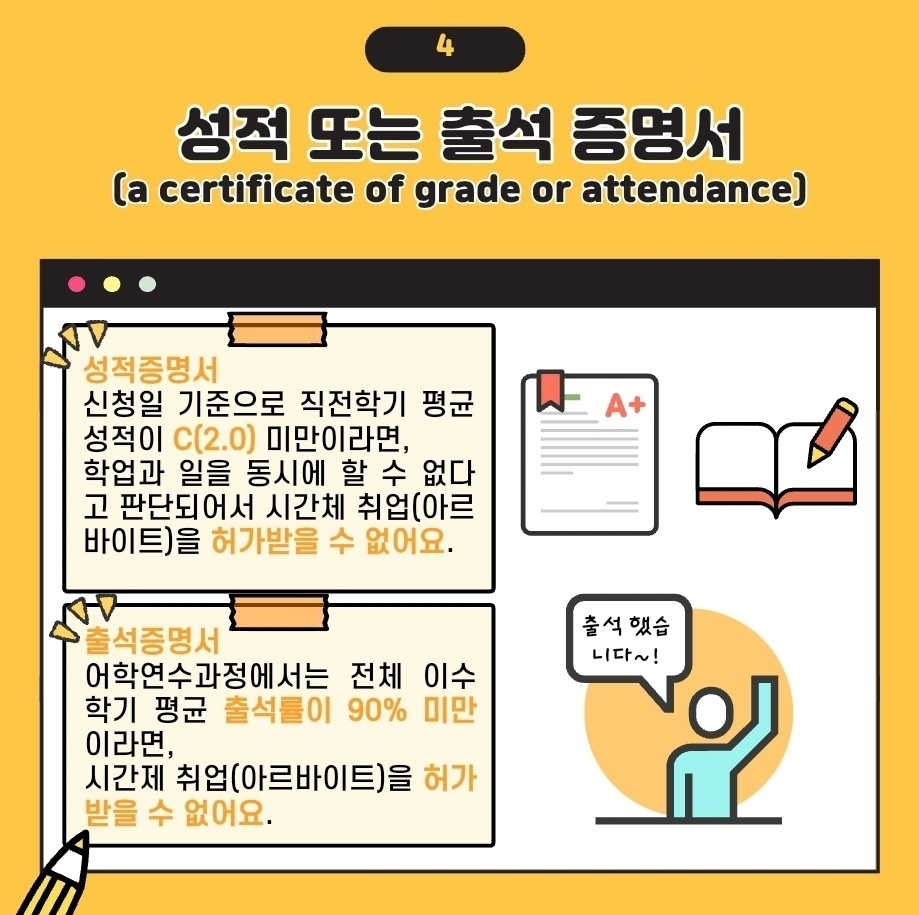 4
성적 또는 출석 증명서
(a certificate of grade or attendance)
성적증명서
신청일 기준으로 직전학기 평균
성적이 C(2.0) 미만이라면,
학업과 일을 동시에 할 수 없다
고 판단되어서 시간체 취업(아르
바이트)을 허가받을 수 없어요.
A+
출석증명서
어학연수과정에서는 전체 이수
학기 평균 출석률이 90% 미만
이라면,
시간제 취업(아르바이트)을 허가
받을 수 없어요.
출석 했습
니다~!